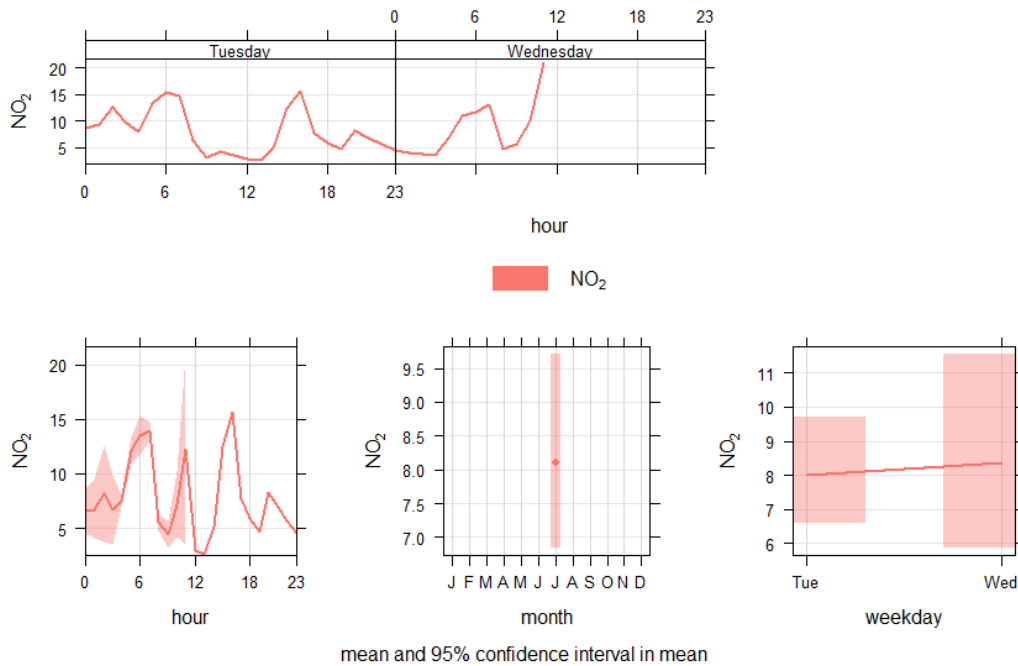 0 6 12 18 23
Tuesday Wednesday
20
15
10
5
NO₂
0 6 12 18 23
hour
NO₂
20
15
10
5
NO₂
0 6 12 18 23
hour
9.5
9.0
8.5
8.0
7.5
7.0
NO₂
J F M A M J J A S O N D
month
11
10
9
8
7
6
NO₂
Tue Wed
weekday
mean and 95% confidence interval in mean